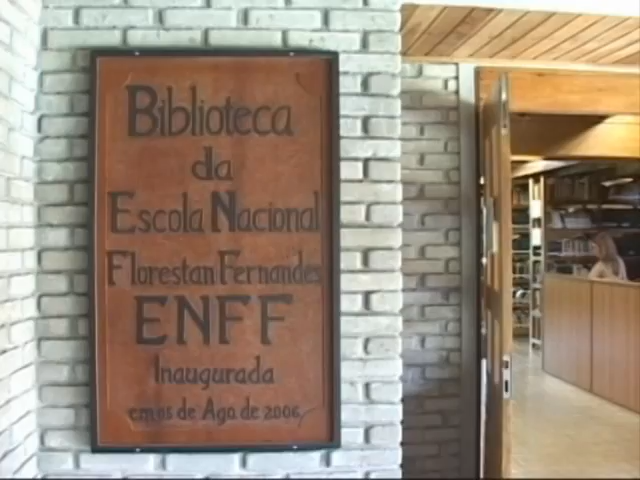 Biblioteca
da
Escola Nacional
Florestan Fernandes
ENFF
Inaugurada
em 05 de Ago. de 2006